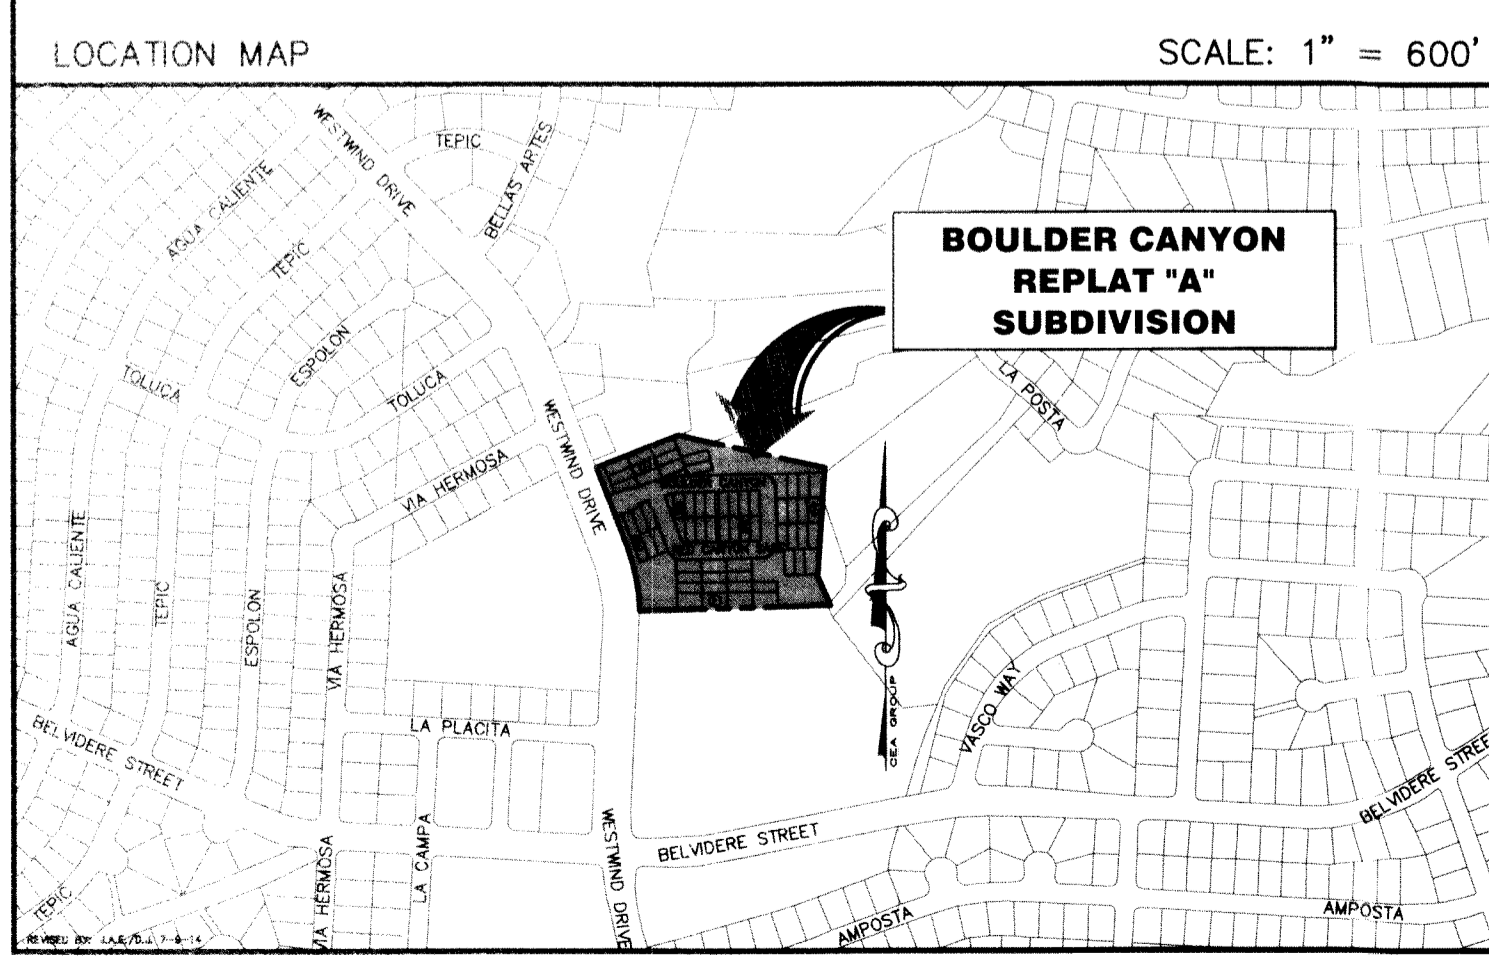 LOCATION MAP
SCALE: 1" = 600'
WESTWIND DRIVE
TEPIC
BELLAS ARTES
AGUA CALIENTE
TEPIC
BOULDER CANYON
REPLAT "A"
SUBDIVISION
ESPOLON
TOLUCA
TOLUCA
LA POSTA
WESTWIND DRIVE
VIA HERMOSA
AGUA CALIENTE
TEPIC
ESPOLON
VIA HERMOSA
VASCO WAY
CEA GROUP
LA PLACITA
BELVIDERE STREET
BELVIDERE STREET
BELVIDERE STREET
WESTWIND DRIVE
LA CAMPA
VIA HERMOSA
TEPIC
AMPOSTA
AMPOSTA
REVISED BY: